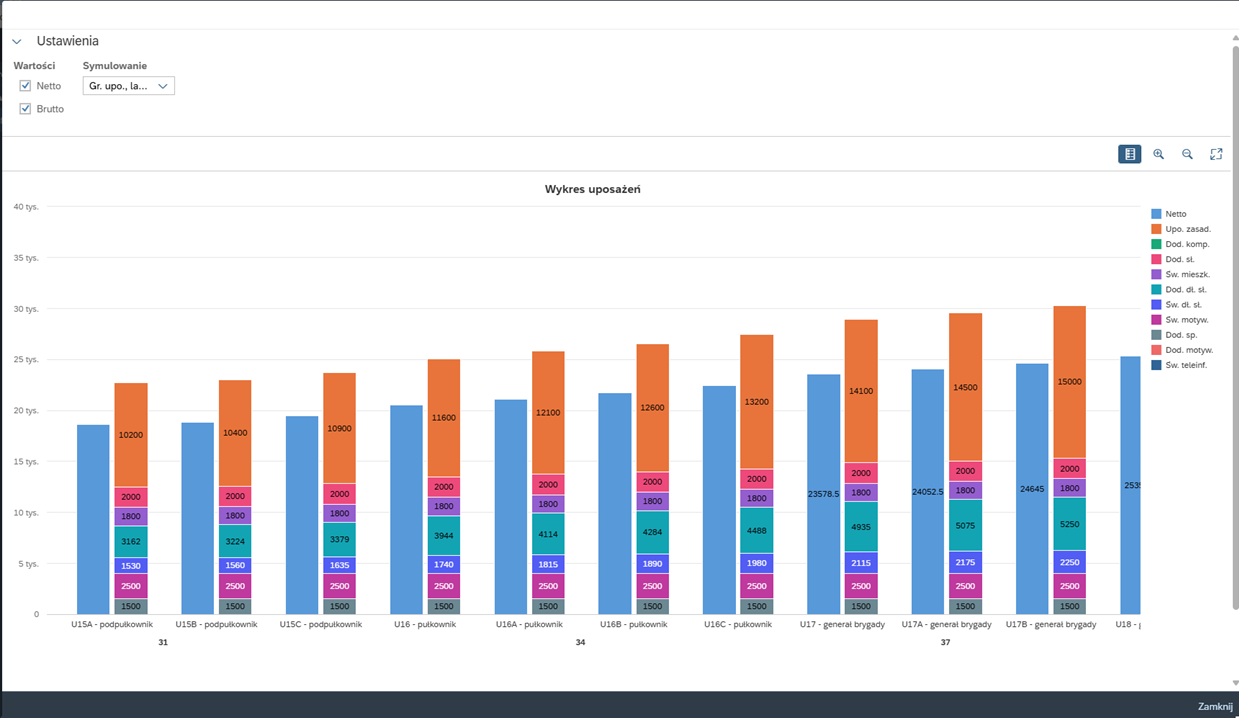 Ustawienia
Wartości Symulowanie
Netto Gr. upo., la...
Brutto
Wykres uposażeń
40 tys.
35 tys.
30 tys.
25 tys.
20 tys.
15 tys.
10 tys.
5 tys.
0
10200 2000 1800 3162 1530 2500 1500
10400 2000 1800 3224 1560 2500 1500
10900 2000 1800 3379 1635 2500 1500
11600 2000 1800 3944 1740 2500 1500
12100 2000 1800 4114 1815 2500 1500
12600 2000 1800 4284 1890 2500 1500
13200 2000 1800 4488 1980 2500 1500
23578.5 14100 2000 1800 4935 2115 2500 1500
24052.5 14500 2000 1800 5075 2175 2500 1500
24645 15000 2000 1800 5250 2250 2500 1500
U15A - podpułkownik U15B - podpułkownik U15C - podpułkownik U16 - pułkownik U16A - pułkownik U16B - pułkownik U16C - pułkownik U17 - generał brygady U17A - generał brygady U17B - generał brygady U18 -
31 34 37
Netto
Upo. zasad.
Dod. komp.
Dod. sł.
Św. mieszk.
Dod. dł. sł.
Św. dł. sł.
Św. motyw.
Dod. sp.
Dod. motyw.
Św. teleinf.
Zamknij